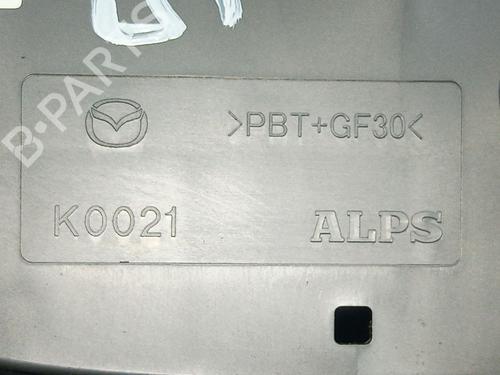 >PBT+GF30<
K0021
ALPS
B-PARTS